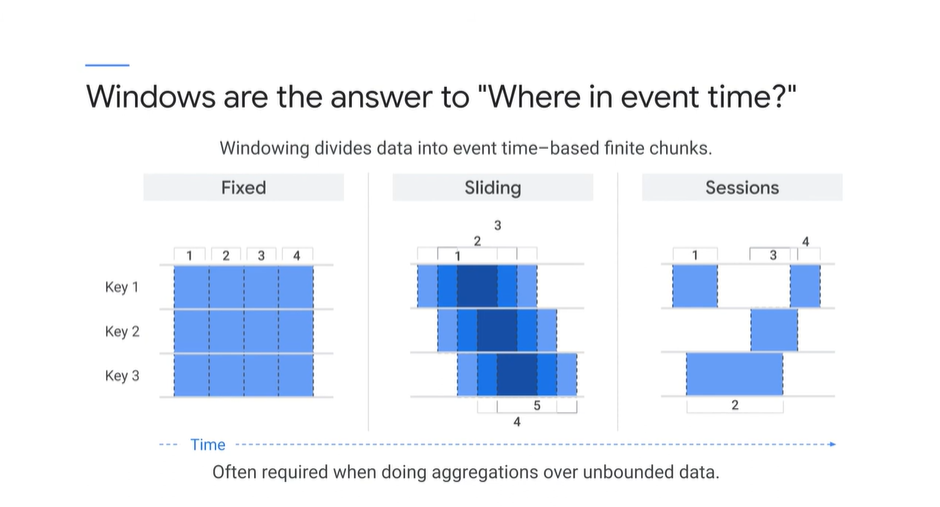 Windows are the answer to "Where in event time?"
Windowing divides data into event time–based finite chunks.
Fixed
Sliding
Sessions
1 2 3 4
3
2
1
1
3
4
Key 1
Key 2
Key 3
5
4
2
Time
Often required when doing aggregations over unbounded data.